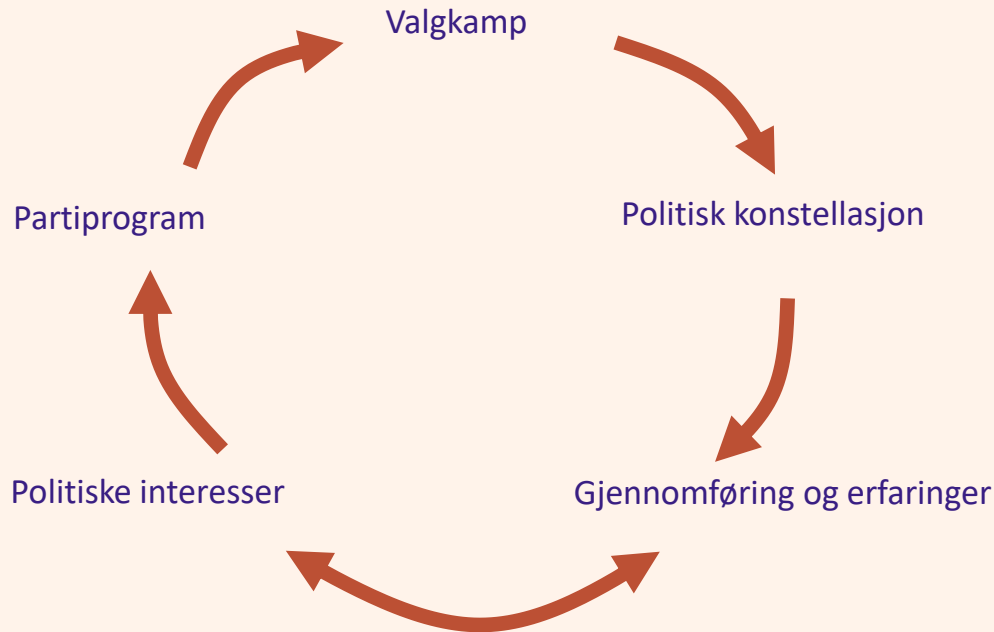 Valgkamp
Partiprogram
Politisk konstellasjon
Politiske interesser
Gjennomføring og erfaringer